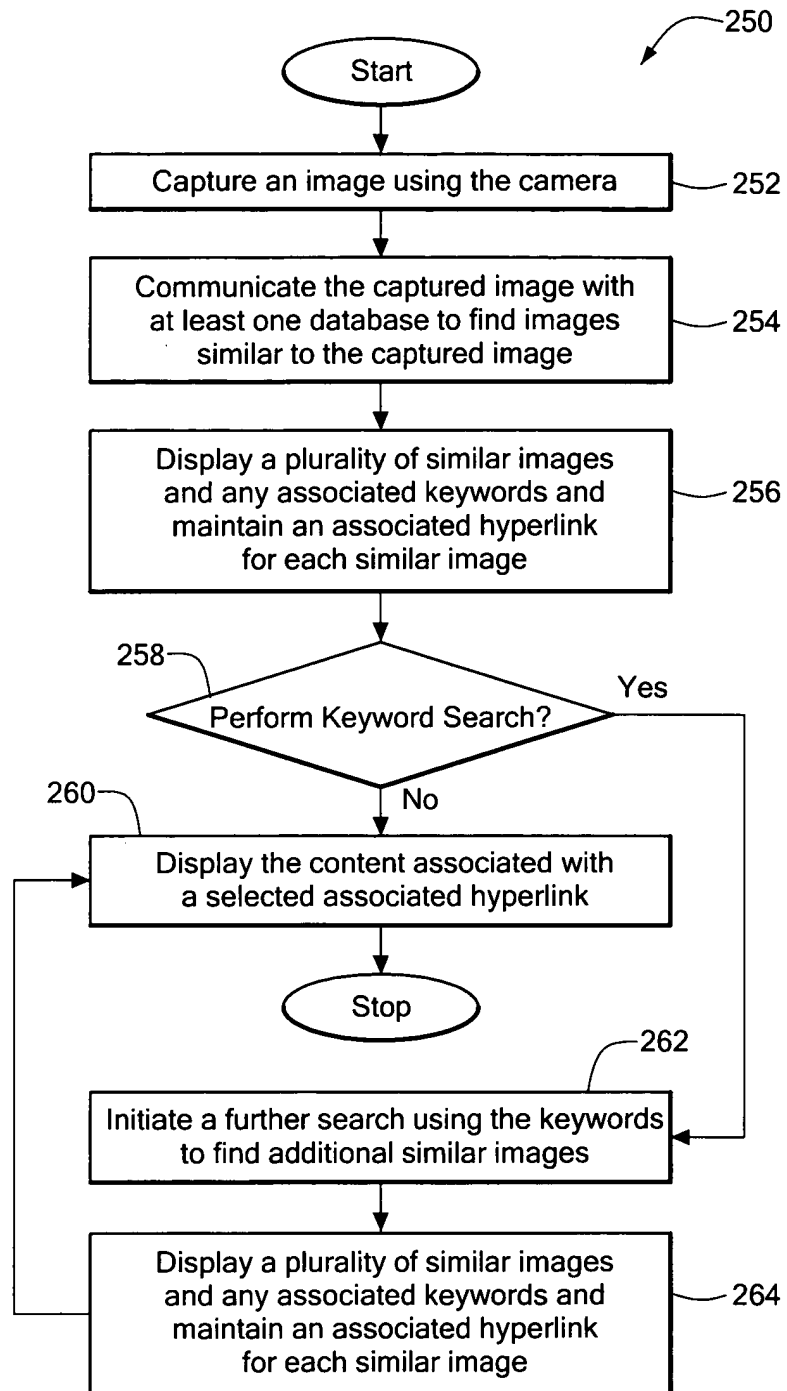 250
Start
Capture an image using the camera
252
Communicate the captured image with
at least one database to find images
similar to the captured image
254
Display a plurality of similar images
and any associated keywords and
maintain an associated hyperlink
for each similar image
256
258
Perform Keyword Search?
Yes
No
260
Display the content associated with
a selected associated hyperlink
Stop
262
Initiate a further search using the keywords
to find additional similar images
Display a plurality of similar images
and any associated keywords and
maintain an associated hyperlink
for each similar image
264